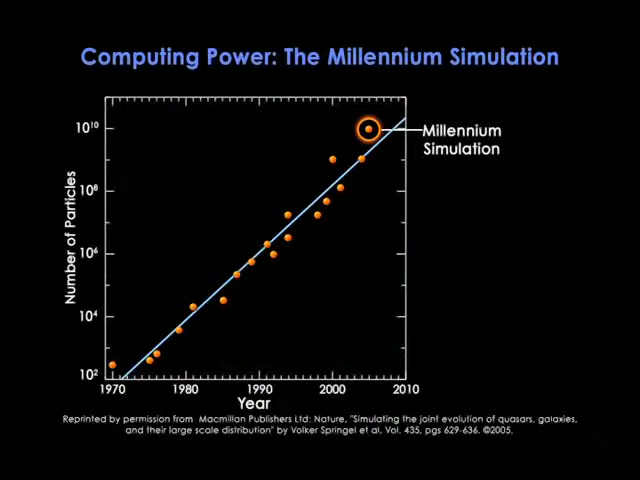 Computing Power: The Millennium Simulation
10¹⁰
Millennium
Simulation
10⁸
Number of Particles
10⁶
10⁴
10²
1970 1980 1990 2000 2010
Year
Reprinted by permission from Macmillan Publishers Ltd: Nature, "Simulating the joint evolution of quasars, galaxies,
and their large scale distribution" by Volker Springel et al, Vol. 435, pgs 629-636. ©2005.